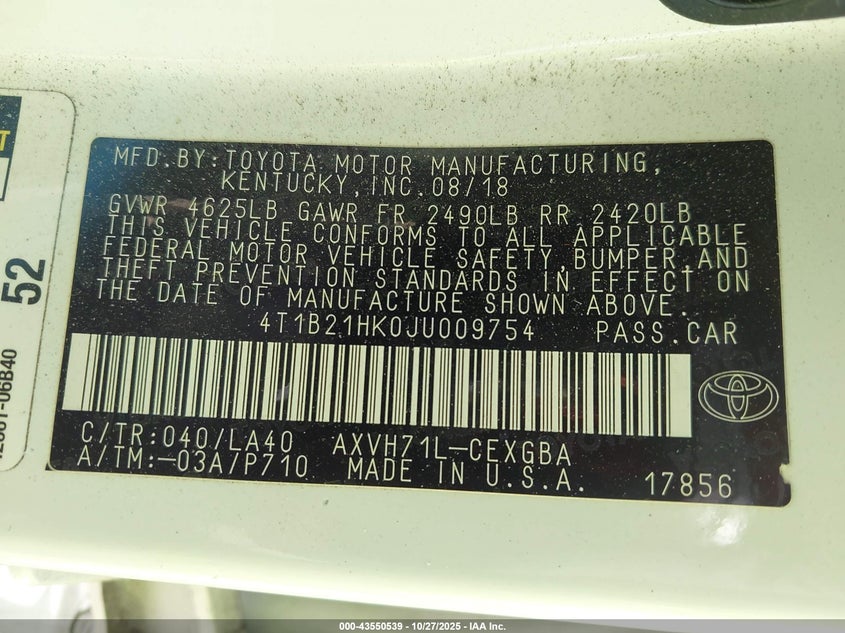 MFD.BY:TOYOTA MOTOR MANUFACTURING,
KENTUCKY,INC.08/18
GVWR 4625LB GAWR FR 2490LB RR 2420LB
THIS VEHICLE CONFORMS TO ALL APPLICABLE
FEDERAL MOTOR VEHICLE SAFETY,BUMPER,AND
THEFT PREVENTION STANDARDS IN EFFECT ON
THE DATE OF MANUFACTURE SHOWN ABOVE.
4T1B21HK0JU009754 PASS.CAR
C/TR:040/LA40 AXVH71L-CEXGBA
A/TM:-03A/P710 MADE IN U.S.A. 17856
52
06B40
000-43550539 | 10/27/2025 - IAA Inc.